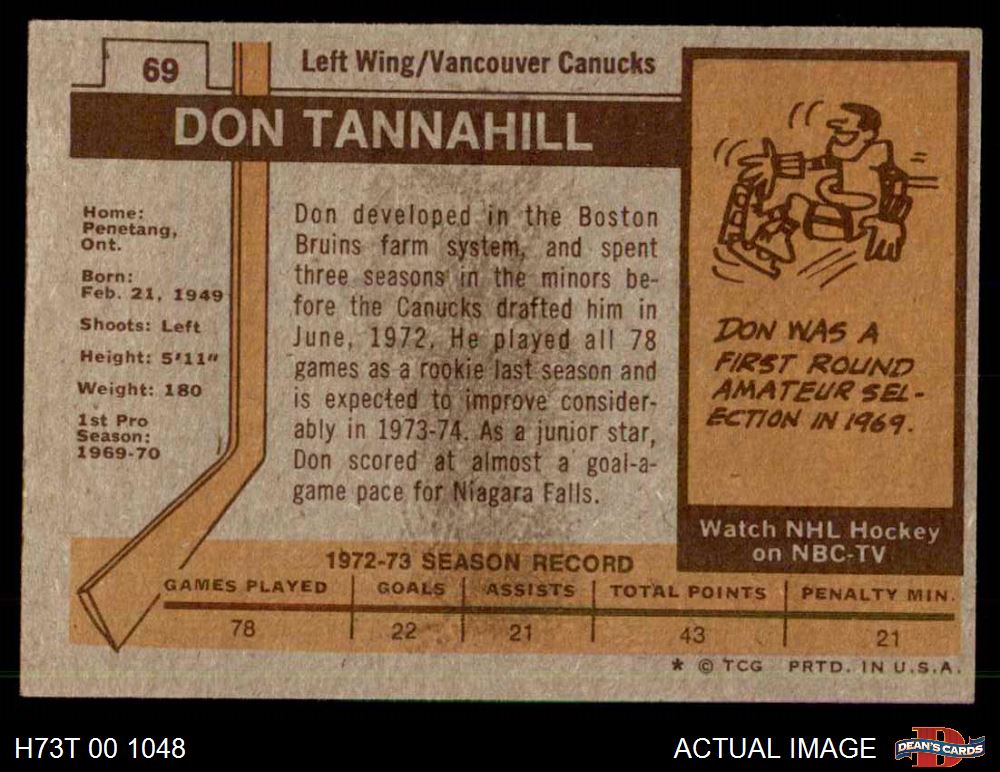 69
Left Wing/Vancouver Canucks
DON TANNAHILL
Home:
Penetang,
Ont.
Born:
Feb. 21, 1949
Shoots: Left
Height: 5'11"
Weight: 180
1st Pro
Season:
1969-70
Don developed in the Boston
Bruins farm system, and spent
three seasons in the minors be-
fore the Canucks drafted him in
June, 1972. He played all 78
games as a rookie last season and
is expected to improve consider-
ably in 1973-74. As a junior star,
Don scored at almost a goal-a-
game pace for Niagara Falls.
DON WAS A
FIRST ROUND
AMATEUR SEL-
ECTION IN 1969.
Watch NHL Hockey
on NBC-TV
1972-73 SEASON RECORD
GAMES PLAYED GOALS ASSISTS TOTAL POINTS PENALTY MIN.
78 22 21 43 21
* © TCG PRTD. IN U.S.A.
H73T 00 1048
ACTUAL IMAGE
D
DEAN'S CARDS